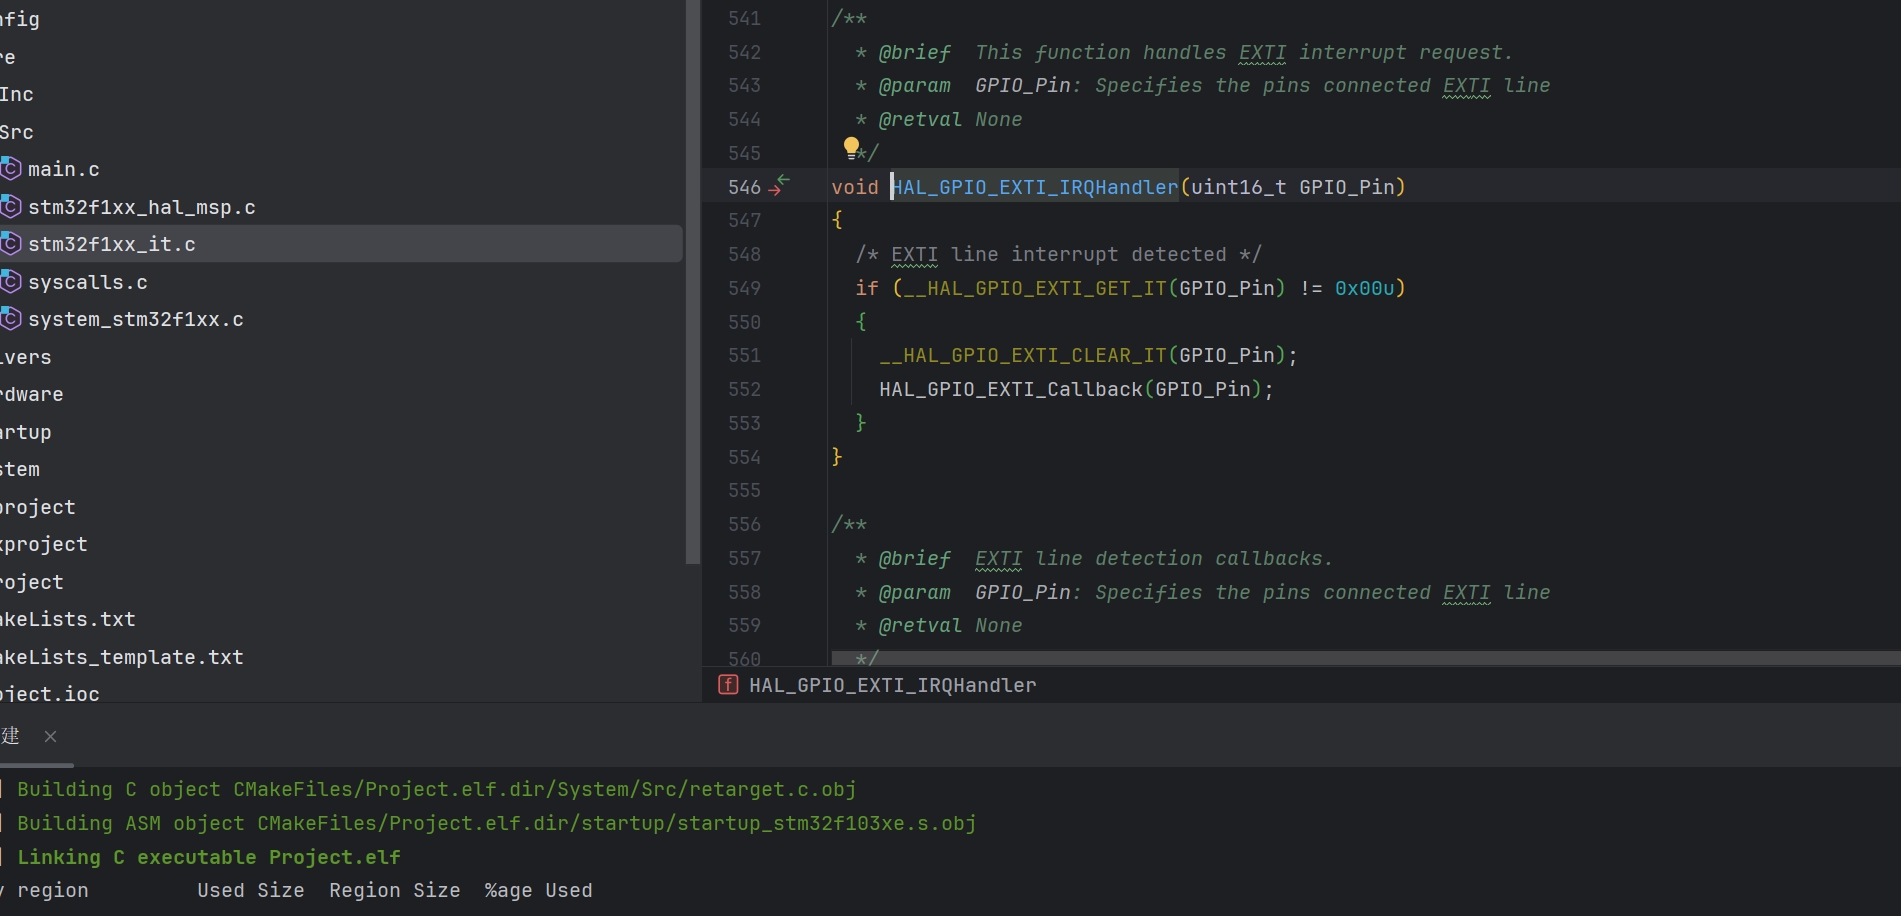 nfig
re
Inc
Src
main.c
stm32f1xx_hal_msp.c
stm32f1xx_it.c
syscalls.c
system_stm32f1xx.c
ivers
rdware
artup
stem
project
xproject
roject
akeLists.txt
akeLists_template.txt
oject.ioc
541 /**
542 * @brief This function handles EXTI interrupt request.
543 * @param GPIO_Pin: Specifies the pins connected EXTI line
544 * @retval None
545 */
546 void HAL_GPIO_EXTI_IRQHandler(uint16_t GPIO_Pin)
547 {
548 /* EXTI line interrupt detected */
549 if (__HAL_GPIO_EXTI_GET_IT(GPIO_Pin) != 0x00u)
550 {
551 __HAL_GPIO_EXTI_CLEAR_IT(GPIO_Pin);
552 HAL_GPIO_EXTI_Callback(GPIO_Pin);
553 }
554 }
555
556 /**
557 * @brief EXTI line detection callbacks.
558 * @param GPIO_Pin: Specifies the pins connected EXTI line
559 * @retval None
560 */
f HAL_GPIO_EXTI_IRQHandler
建 ×
] Building C object CMakeFiles/Project.elf.dir/System/Src/retarget.c.obj
] Building ASM object CMakeFiles/Project.elf.dir/startup/startup_stm32f103xe.s.obj
] Linking C executable Project.elf
y region Used Size Region Size %age Used